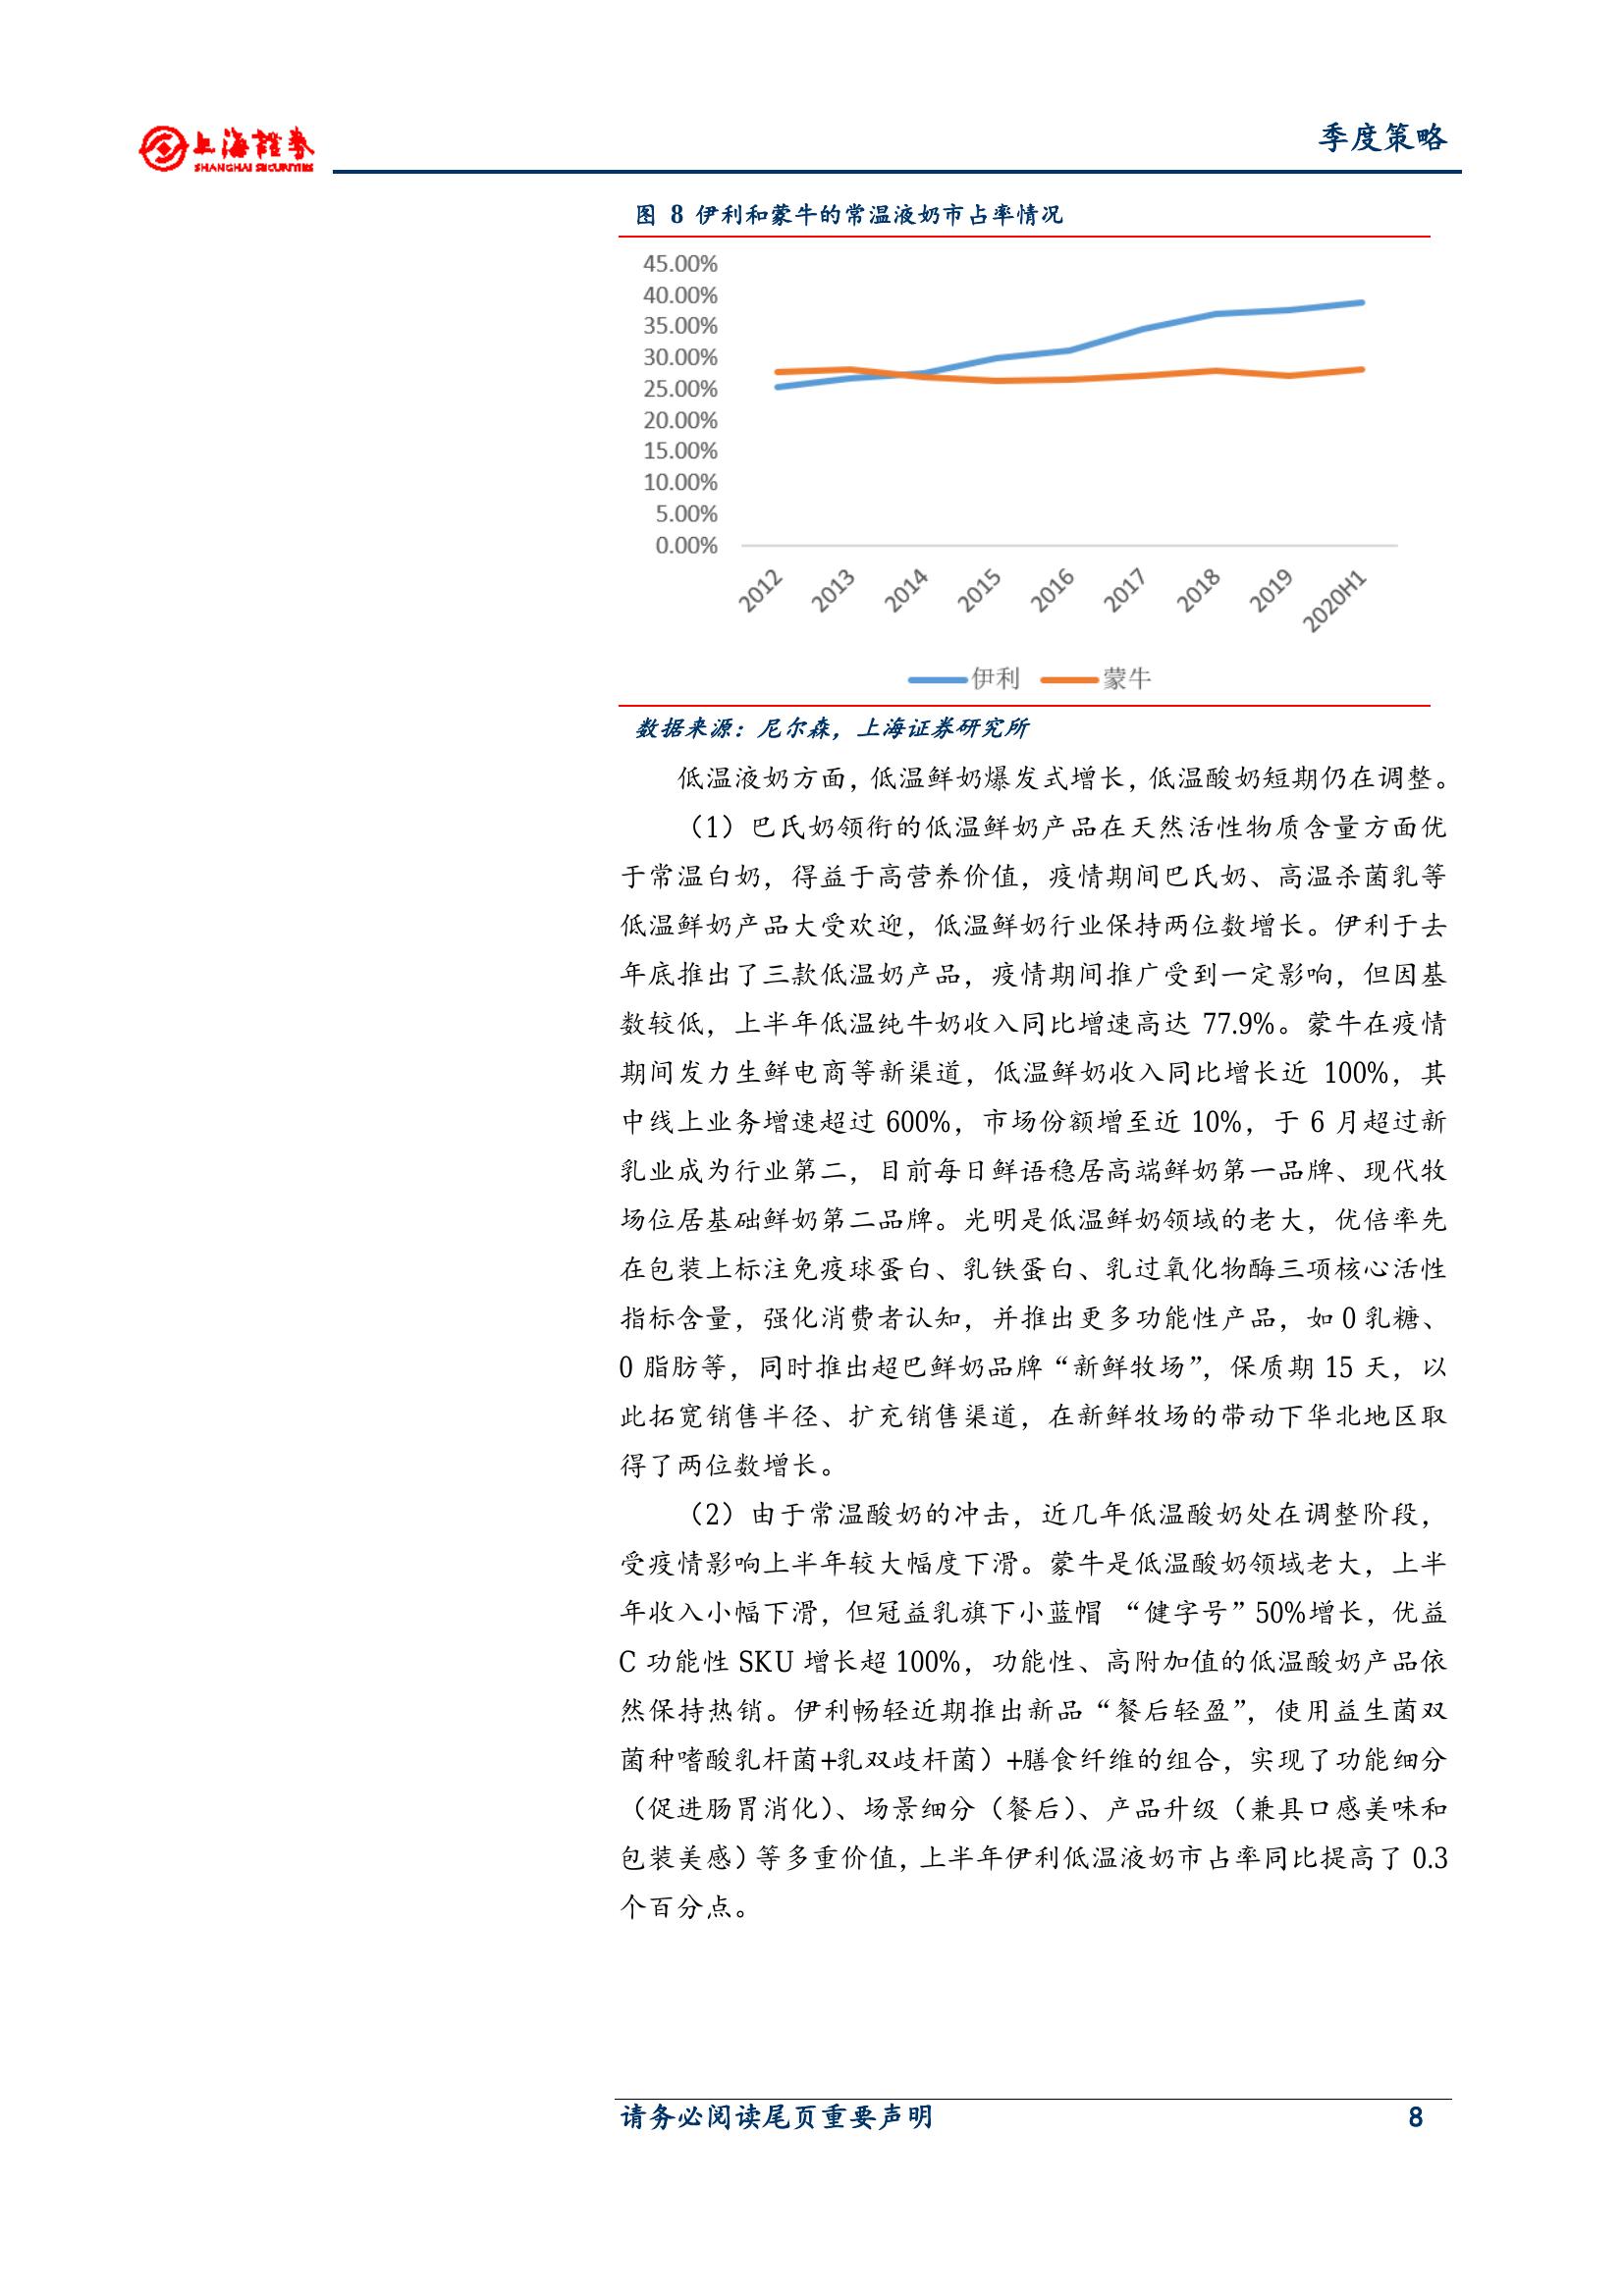 上海證券
SHANGHAI SECURITIES
季度策略
图 8 伊利和蒙牛的常温液奶市占率情况
45.00%
40.00%
35.00%
30.00%
25.00%
20.00%
15.00%
10.00%
5.00%
0.00%
2012 2013 2014 2015 2016 2017 2018 2019 2020H1
伊利 蒙牛
数据来源：尼尔森，上海证券研究所
低温液奶方面，低温鲜奶爆发式增长，低温酸奶短期仍在调整。
（1）巴氏奶领衔的低温鲜奶产品在天然活性物质含量方面优
于常温白奶，得益于高营养价值，疫情期间巴氏奶、高温杀菌乳等
低温鲜奶产品大受欢迎，低温鲜奶行业保持两位数增长。伊利于去
年底推出了三款低温奶产品，疫情期间推广受到一定影响，但因基
数较低，上半年低温纯牛奶收入同比增速高达 77.9%。蒙牛在疫情
期间发力生鲜电商等新渠道，低温鲜奶收入同比增长近 100%，其
中线上业务增速超过 600%，市场份额增至近 10%，于 6 月超过新
乳业成为行业第二，目前每日鲜语稳居高端鲜奶第一品牌、现代牧
场位居基础鲜奶第二品牌。光明是低温鲜奶领域的老大，优倍率先
在包装上标注免疫球蛋白、乳铁蛋白、乳过氧化物酶三项核心活性
指标含量，强化消费者认知，并推出更多功能性产品，如 0 乳糖、
0 脂肪等，同时推出超巴鲜奶品牌“新鲜牧场”，保质期 15 天，以
此拓宽销售半径、扩充销售渠道，在新鲜牧场的带动下华北地区取
得了两位数增长。
（2）由于常温酸奶的冲击，近几年低温酸奶处在调整阶段，
受疫情影响上半年较大幅度下滑。蒙牛是低温酸奶领域老大，上半
年收入小幅下滑，但冠益乳旗下小蓝帽 “健字号”50%增长，优益
C 功能性 SKU 增长超 100%，功能性、高附加值的低温酸奶产品依
然保持热销。伊利畅轻近期推出新品“餐后轻盈”，使用益生菌双
菌种嗜酸乳杆菌+乳双歧杆菌）+膳食纤维的组合，实现了功能细分
（促进肠胃消化）、场景细分（餐后）、产品升级（兼具口感美味和
包装美感）等多重价值，上半年伊利低温液奶市占率同比提高了 0.3
个百分点。
请务必阅读尾页重要声明 8